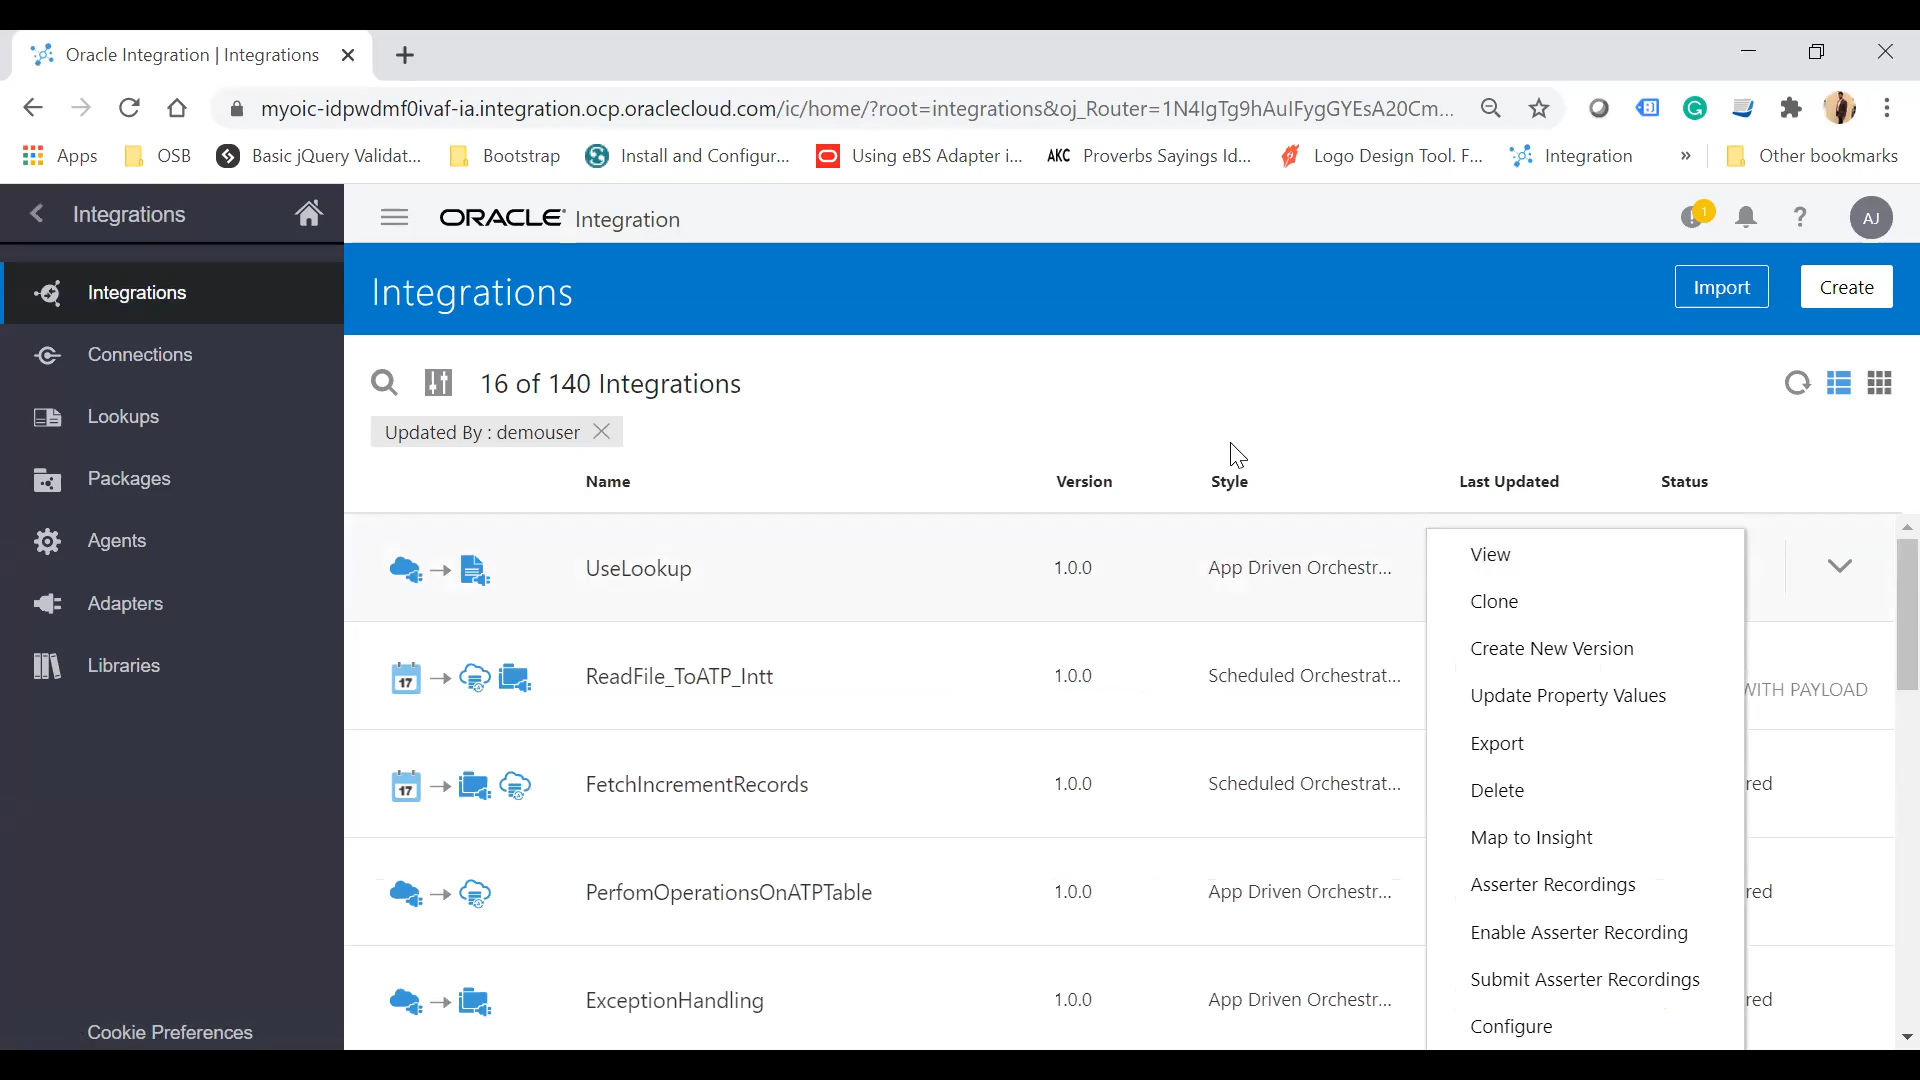 Oracle Integration | Integrations
myoic-idpwdmf0ivaf-ia.integration.ocp.oraclecloud.com/ic/home/?root=integrations&oj_Router=1N4IgTg9hAuIFygGYEsA20Cm...
Apps OSB Basic jQuery Validat... Bootstrap Install and Configur... Using eBS Adapter i... AKC Proverbs Sayings Id... Logo Design Tool. F... Integration » Other bookmarks
Integrations
ORACLE Integration
1
AJ
Integrations
Connections
Lookups
Packages
Agents
Adapters
Libraries
Cookie Preferences
Integrations
Import
Create
16 of 140 Integrations
Updated By : demouser
Name Version Style Last Updated Status
UseLookup 1.0.0 App Driven Orchestr...
17 ReadFile_ToATP_Intt 1.0.0 Scheduled Orchestrat... WITH PAYLOAD
17 FetchIncrementRecords 1.0.0 Scheduled Orchestrat... red
PerfomOperationsOnATPTable 1.0.0 App Driven Orchestr... red
ExceptionHandling 1.0.0 App Driven Orchestr... red
View
Clone
Create New Version
Update Property Values
Export
Delete
Map to Insight
Asserter Recordings
Enable Asserter Recording
Submit Asserter Recordings
Configure